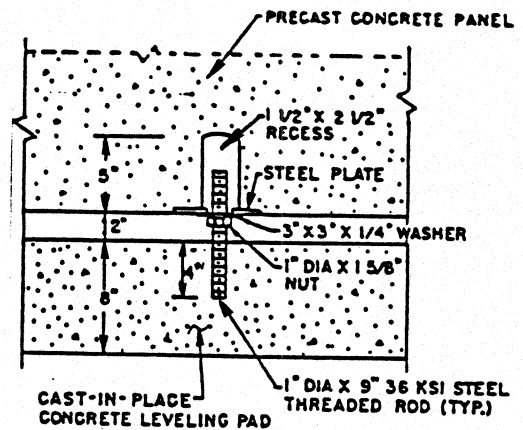 PRECAST CONCRETE PANEL
1 1/2" X 2 1/2"
RECESS
STEEL PLATE
5"
2"
3" X 3" X 1/4" WASHER
1" DIA X 1 5/8"
NUT
4"
8"
1" DIA X 9" 36 KSI STEEL
THREADED ROD (TYP.)
CAST-IN-PLACE
CONCRETE LEVELING PAD